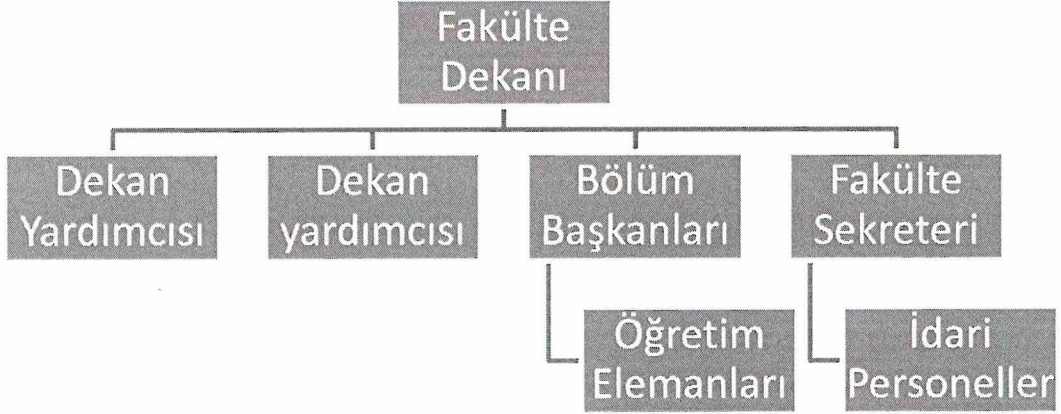 Fakülte
Dekanı
Dekan
Yardımcısı
Dekan
yardımcısı
Bölüm
Başkanları
Fakülte
Sekreteri
Öğretim
Elemanları
İdari
Personeller